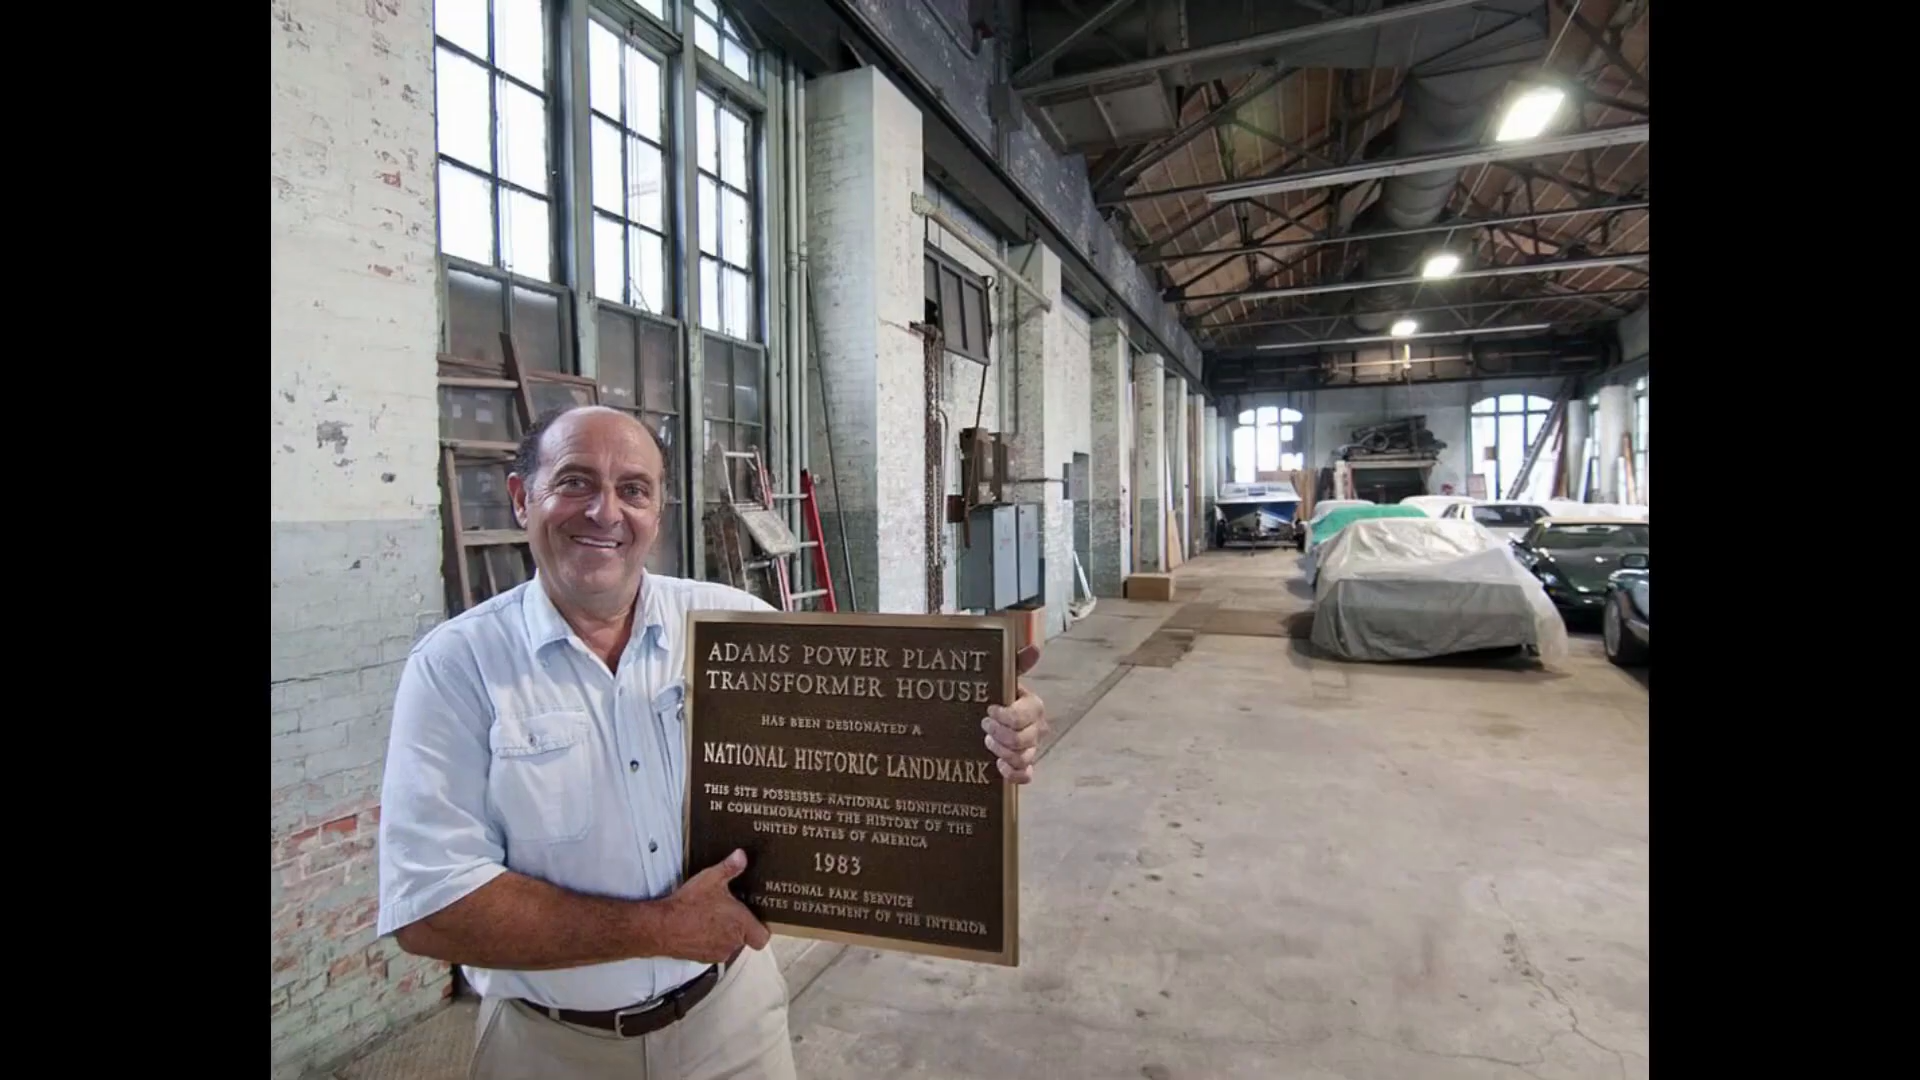 ADAMS POWER PLANT
TRANSFORMER HOUSE
HAS BEEN DESIGNATED A
NATIONAL HISTORIC LANDMARK
THIS SITE POSSESSES NATIONAL SIGNIFICANCE
IN COMMEMORATING THE HISTORY OF THE
UNITED STATES OF AMERICA
1983
NATIONAL PARK SERVICE
STATES DEPARTMENT OF THE INTERIOR